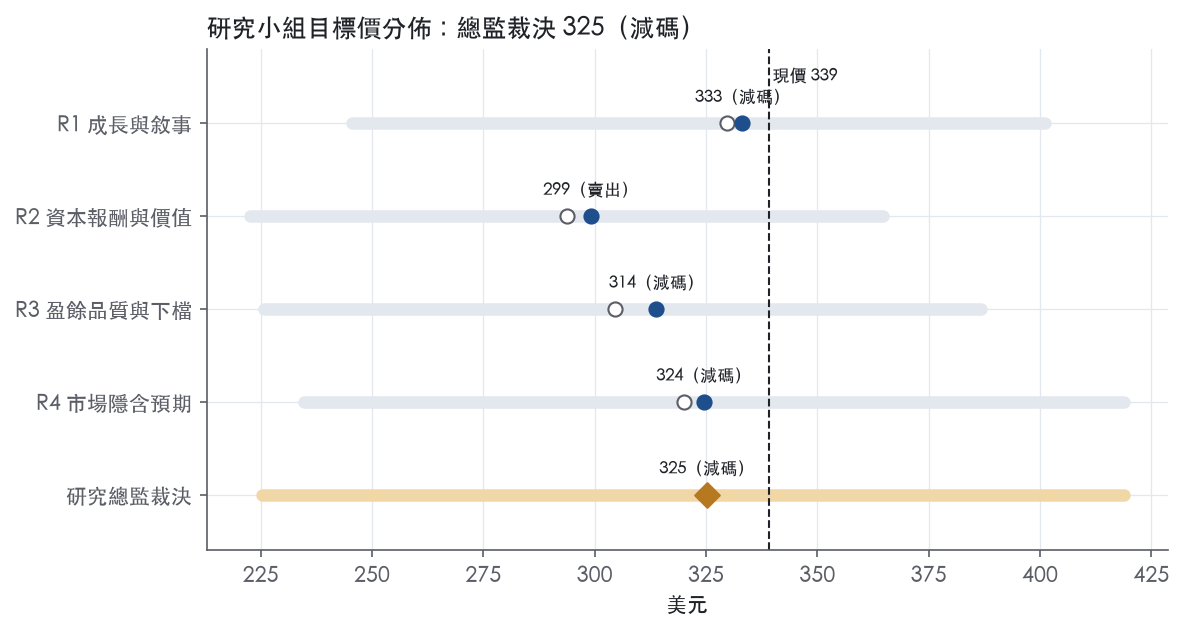 研究小組目標價分佈：總監裁決 325（減碼）
現價 339
333（減碼）
R1 成長與敘事
299（賣出）
R2 資本報酬與價值
314（減碼）
R3 盈餘品質與下檔
324（減碼）
R4 市場隱含預期
325（減碼）
研究總監裁決
225 250 275 300 325 350 375 400 425
美元